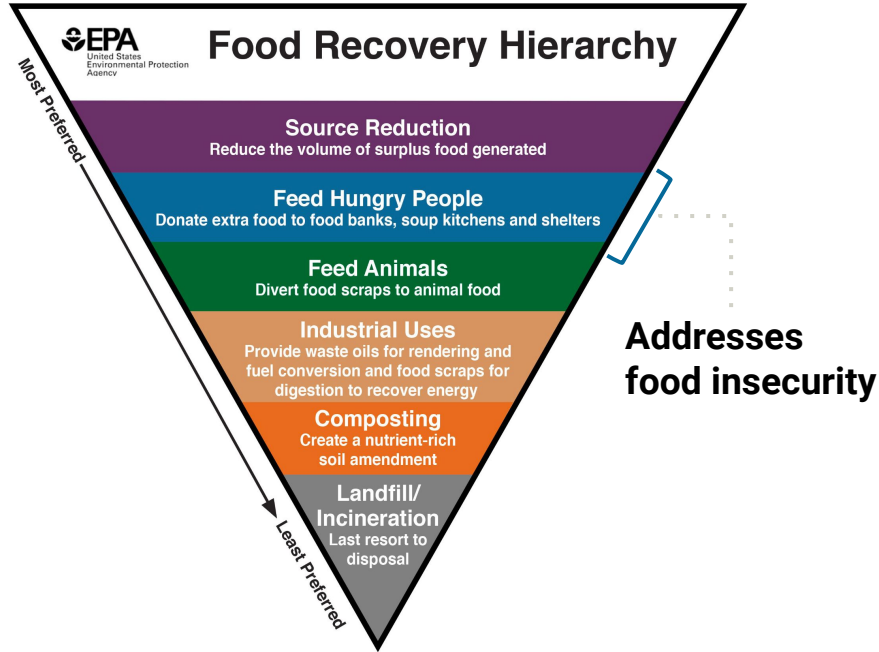 EPA
United States
Environmental Protection
Agency
Food Recovery Hierarchy
Most Preferred
Source Reduction
Reduce the volume of surplus food generated
Feed Hungry People
Donate extra food to food banks, soup kitchens and shelters
Feed Animals
Divert food scraps to animal food
Industrial Uses
Provide waste oils for rendering and
fuel conversion and food scraps for
digestion to recover energy
Composting
Create a nutrient-rich
soil amendment
Landfill/
Incineration
Last resort to
disposal
Least Preferred
Addresses
food insecurity